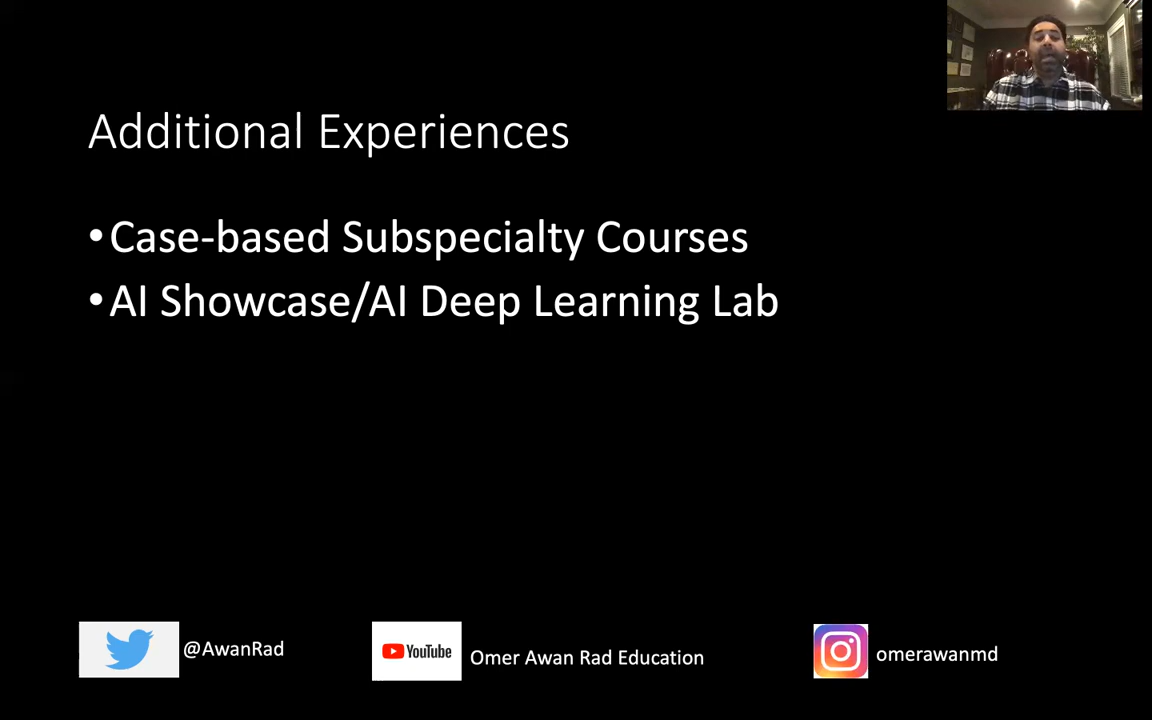 Additional Experiences
•Case-based Subspecialty Courses
•AI Showcase/AI Deep Learning Lab
@AwanRad
YouTube
Omer Awan Rad Education
omerawanmd